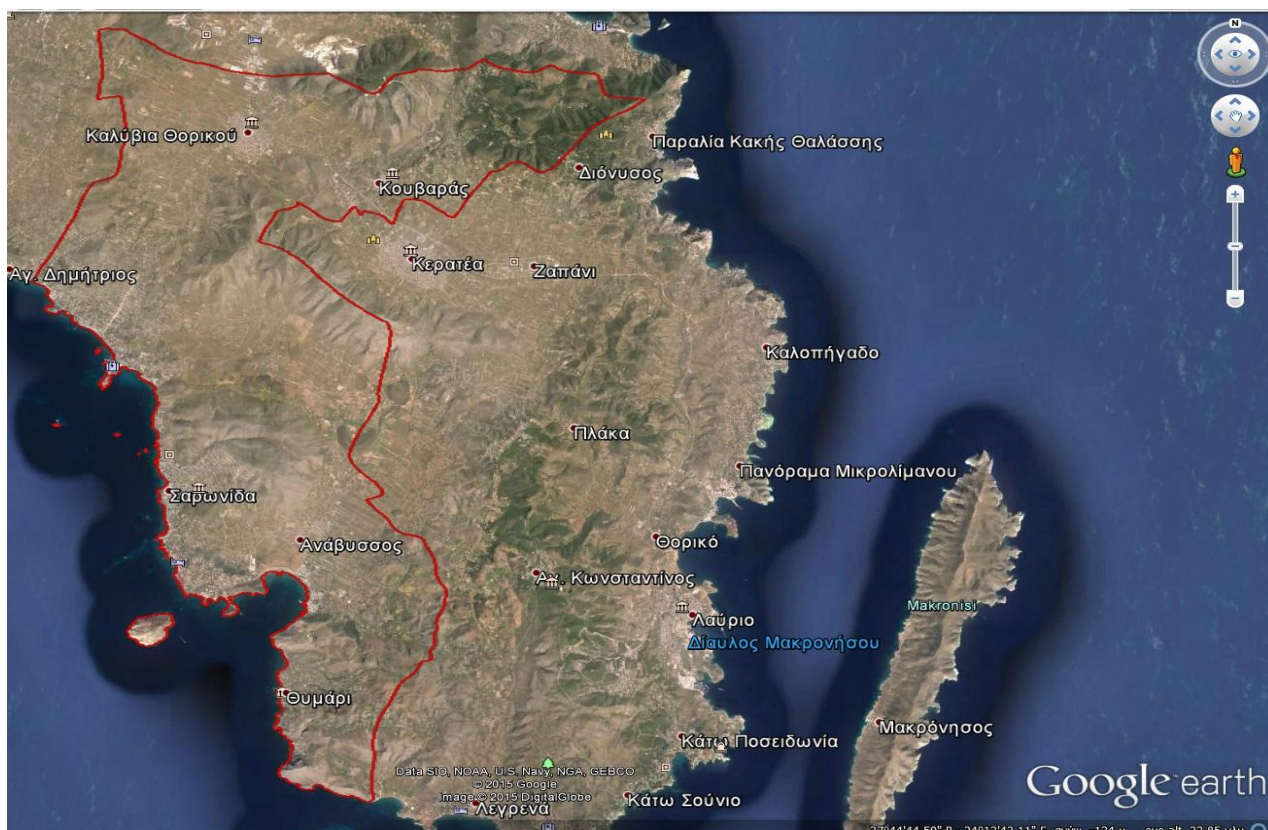 N
Καλύβια Θορικού
Παραλία Κακής Θαλάσσης
Διόνυσος
Κουβαράς
Αγ. Δημήτριος
Κερατέα
Ζαπάνι
Καλοπήγαδο
Πλάκα
Πανόραμα Μικρολίμανου
Σαρωνίδα
Ανάβυσσος
Θορικό
Αγ. Κωνσταντίνος
Makronisi
Λαύριο
Δίαυλος Μακρονήσου
Θυμάρι
Μακρόνησος
Κάτω Ποσειδωνία
Data SIO, NOAA, U.S. Navy, NGA, GEBCO
© 2015 Google
Image © 2015 DigitalGlobe
Google earth
Κάτω Σούνιο
Λεγρενά